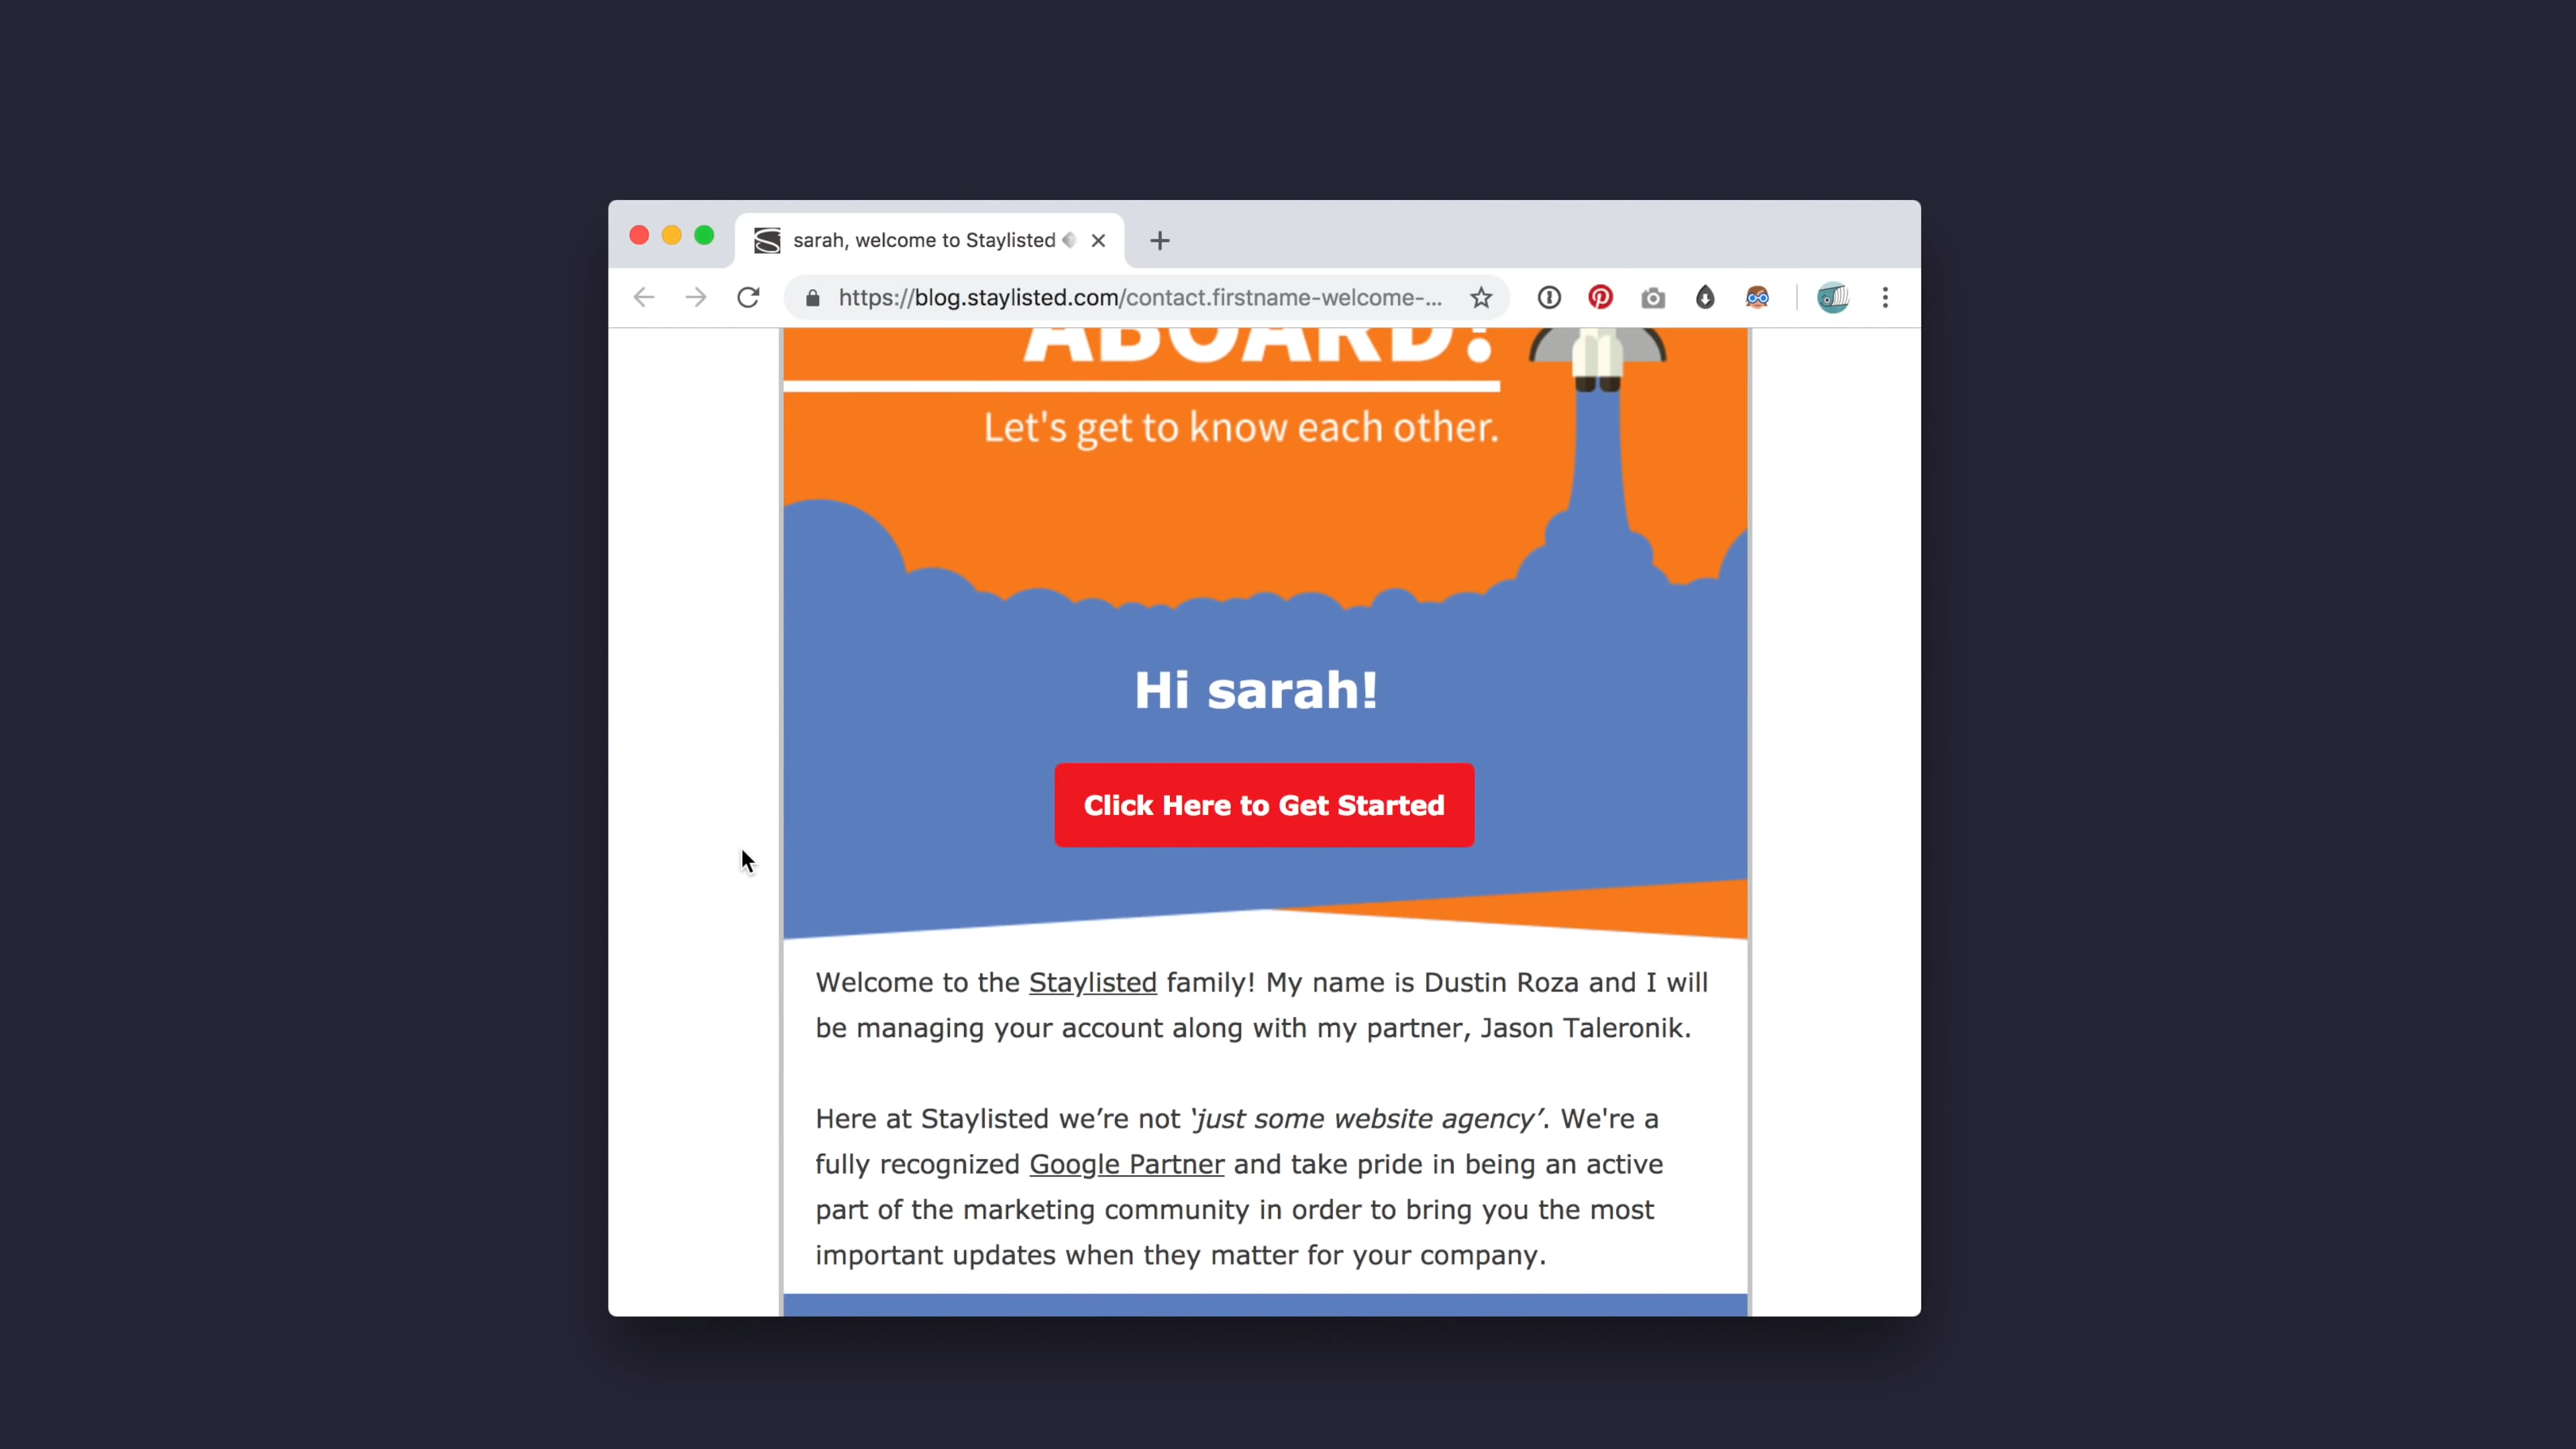 sarah, welcome to Staylisted
https://blog.staylisted.com/contact.firstname-welcome-...
ABOARD!
Let's get to know each other.
Hi sarah!
Click Here to Get Started
Welcome to the Staylisted family! My name is Dustin Roza and I will
be managing your account along with my partner, Jason Taleronik.
Here at Staylisted we’re not ‘just some website agency’. We're a
fully recognized Google Partner and take pride in being an active
part of the marketing community in order to bring you the most
important updates when they matter for your company.